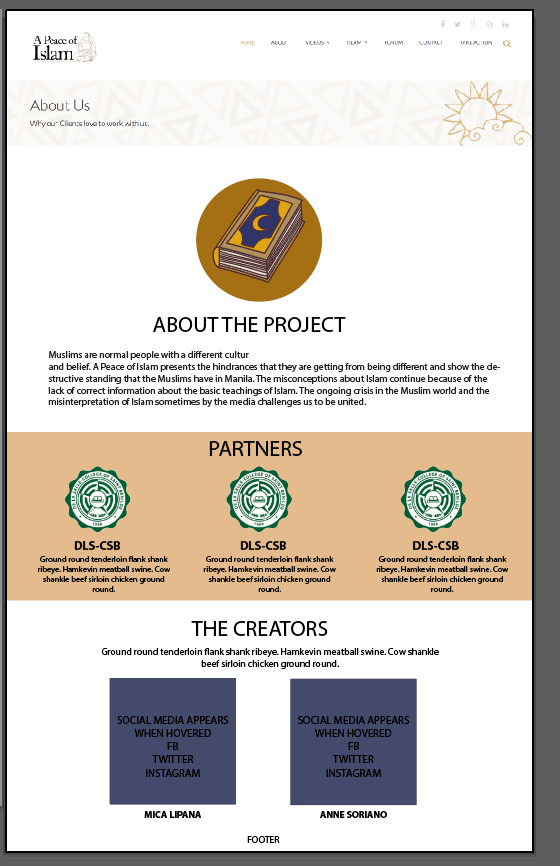 A Peace of
Islam
HOME ABOU VIDEOS ISLAM FORUM CONTACT TAKE ACTION
About Us
Why our Clients love to work with us.
ABOUT THE PROJECT
Muslims are normal people with a different cultur
and belief. A Peace of Islam presents the hindrances that they are getting from being different and show the de-
structive standing that the Muslims have in Manila. The misconceptions about Islam continue because of the
lack of correct information about the basic teachings of Islam. The ongoing crisis in the Muslim world and the
misinterpretation of Islam sometimes by the media challenges us to be united.
PARTNERS
DLS-CSB DLS-CSB DLS-CSB
Ground round tenderloin flank shank Ground round tenderloin flank shank Ground round tenderloin flank shank
ribeye. Hamkevin meatball swine. Cow ribeye. Hamkevin meatball swine. Cow ribeye. Hamkevin meatball swine. Cow
shankle beef sirloin chicken ground shankle beef sirloin chicken ground shankle beef sirloin chicken ground
round. round. round.
THE CREATORS
Ground round tenderloin flank shank ribeye. Hamkevin meatball swine. Cow shankle
beef sirloin chicken ground round.
SOCIAL MEDIA APPEARS SOCIAL MEDIA APPEARS
WHEN HOVERED WHEN HOVERED
FB FB
TWITTER TWITTER
INSTAGRAM INSTAGRAM
MICA LIPANA ANNE SORIANO
FOOTER